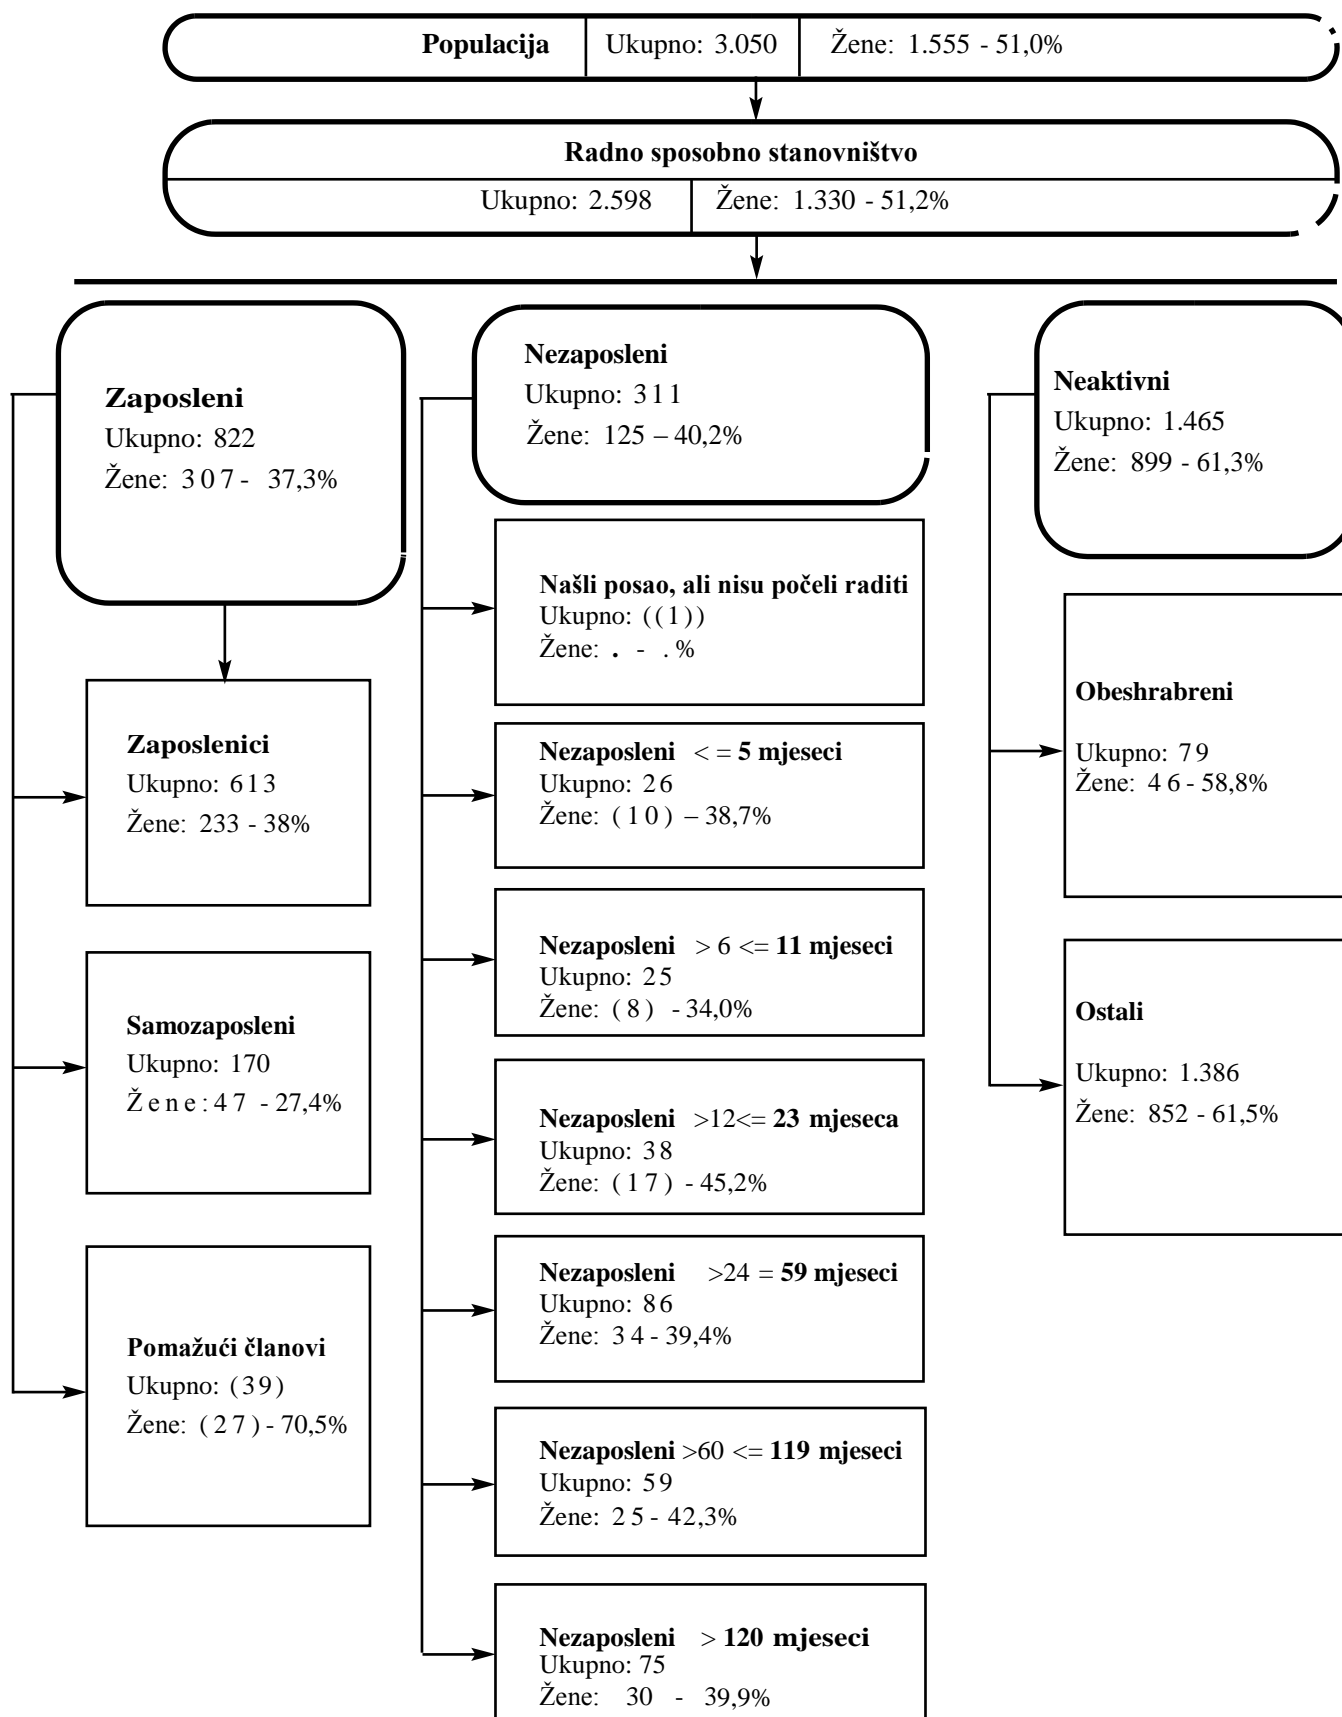 Populacija Ukupno: 3.050 Žene: 1.555 - 51,0%
Radno sposobno stanovništvo
Ukupno: 2.598 Žene: 1.330 - 51,2%
Zaposleni
Ukupno: 822
Žene: 307 - 37,3%
Zaposlenici
Ukupno: 613
Žene: 233 - 38%
Samozaposleni
Ukupno: 170
Žene: 47 - 27,4%
Pomažući članovi
Ukupno: (39)
Žene: (27) - 70,5%
Nezaposleni
Ukupno: 311
Žene: 125 – 40,2%
Našli posao, ali nisu počeli raditi
Ukupno: ((1))
Žene: . - . %
Nezaposleni < = 5 mjeseci
Ukupno: 26
Žene: (10) – 38,7%
Nezaposleni > 6 <= 11 mjeseci
Ukupno: 25
Žene: (8) - 34,0%
Nezaposleni >12<= 23 mjeseca
Ukupno: 38
Žene: (17) - 45,2%
Nezaposleni >24 = 59 mjeseci
Ukupno: 86
Žene: 34 - 39,4%
Nezaposleni >60 <= 119 mjeseci
Ukupno: 59
Žene: 25 - 42,3%
Nezaposleni > 120 mjeseci
Ukupno: 75
Žene: 30 - 39,9%
Neaktivni
Ukupno: 1.465
Žene: 899 - 61,3%
Obeshrabreni
Ukupno: 79
Žene: 46 - 58,8%
Ostali
Ukupno: 1.386
Žene: 852 - 61,5%